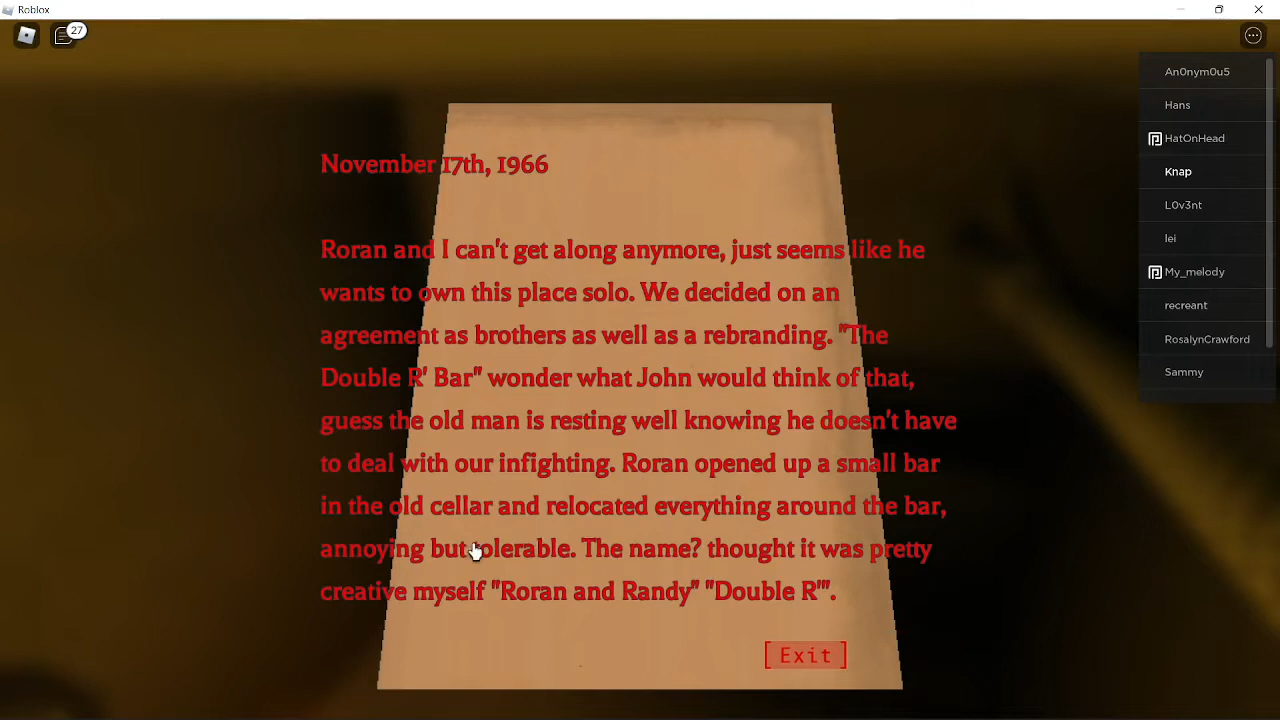 Roblox
27
November 17th, 1966
Roran and I can't get along anymore, just seems like he
wants to own this place solo. We decided on an
agreement as brothers as well as a rebranding. "The
Double R' Bar" wonder what John would think of that,
guess the old man is resting well knowing he doesn't have
to deal with our infighting. Roran opened up a small bar
in the old cellar and relocated everything around the bar,
annoying but tolerable. The name? thought it was pretty
creative myself "Roran and Randy" "Double R'".
[Exit]
An0nym0u5
Hans
HatOnHead
Knap
L0v3nt
lei
My_melody
recreant
RosalynCrawford
Sammy